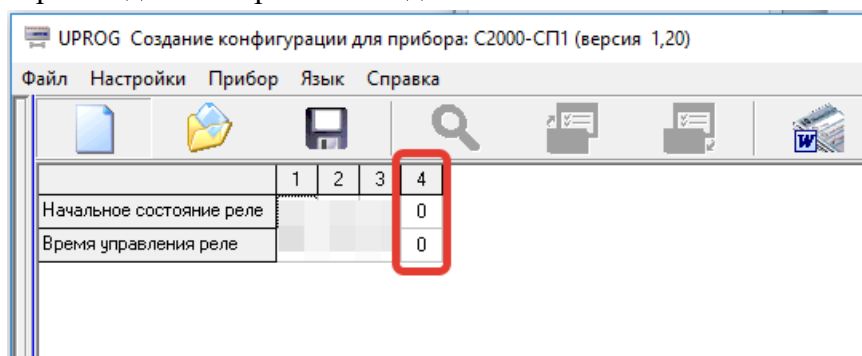 UPROG Создание конфигурации для прибора: С2000-СП1 (версия 1,20)
Файл Настройки Прибор Язык Справка
W
1 2 3 4
Начальное состояние реле 0
Время управления реле 0